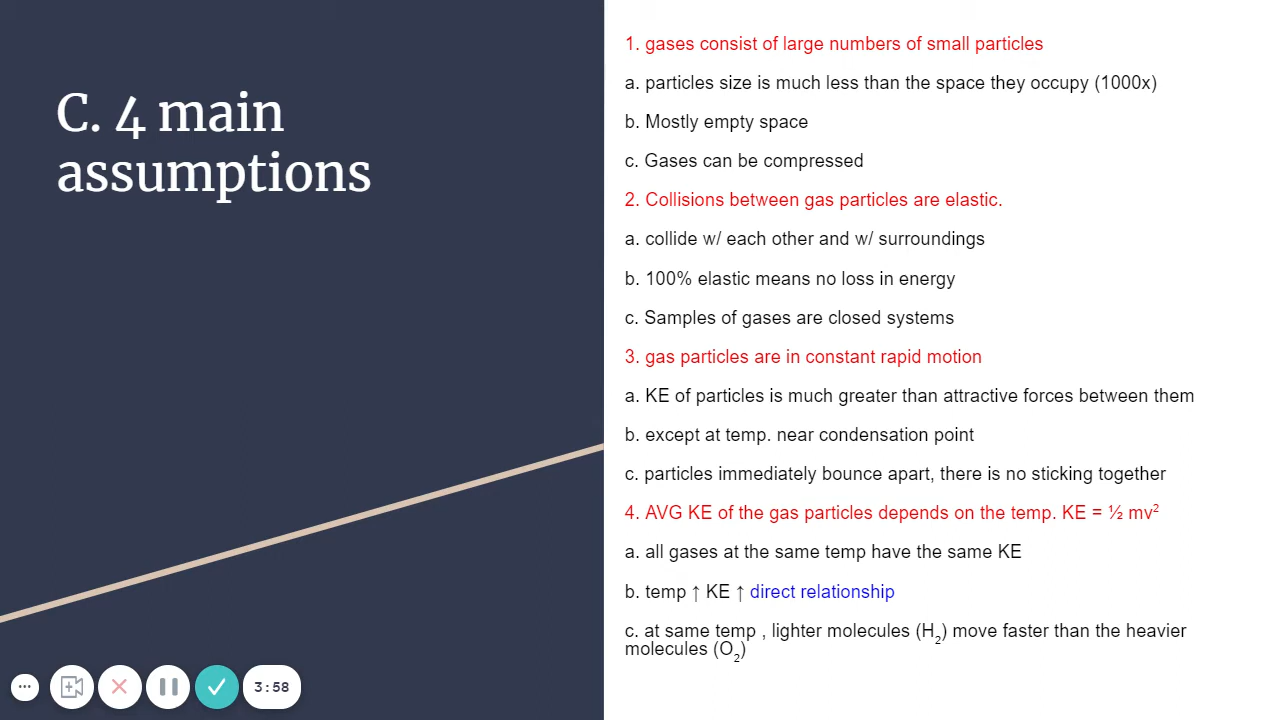 C. 4 main
assumptions
1. gases consist of large numbers of small particles
a. particles size is much less than the space they occupy (1000x)
b. Mostly empty space
c. Gases can be compressed
2. Collisions between gas particles are elastic.
a. collide w/ each other and w/ surroundings
b. 100% elastic means no loss in energy
c. Samples of gases are closed systems
3. gas particles are in constant rapid motion
a. KE of particles is much greater than attractive forces between them
b. except at temp. near condensation point
c. particles immediately bounce apart, there is no sticking together
4. AVG KE of the gas particles depends on the temp. KE = ½ mv²
a. all gases at the same temp have the same KE
b. temp ↑ KE ↑ direct relationship
c. at same temp , lighter molecules (H₂) move faster than the heavier
molecules (O₂)
3:58